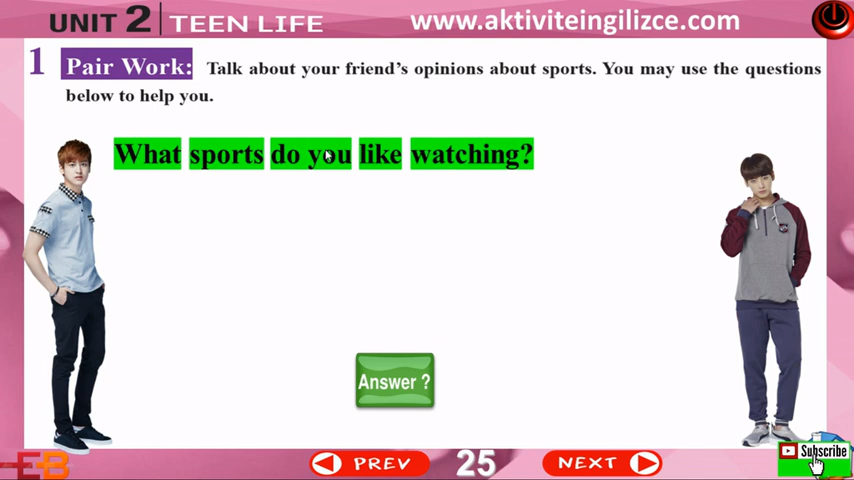 UNIT 2 TEEN LIFE www.aktiviteingilizce.com
1 Pair Work: Talk about your friend's opinions about sports. You may use the questions
below to help you.
What sports do you like watching?
Answer ?
EB PREV 25 NEXT Subscribe